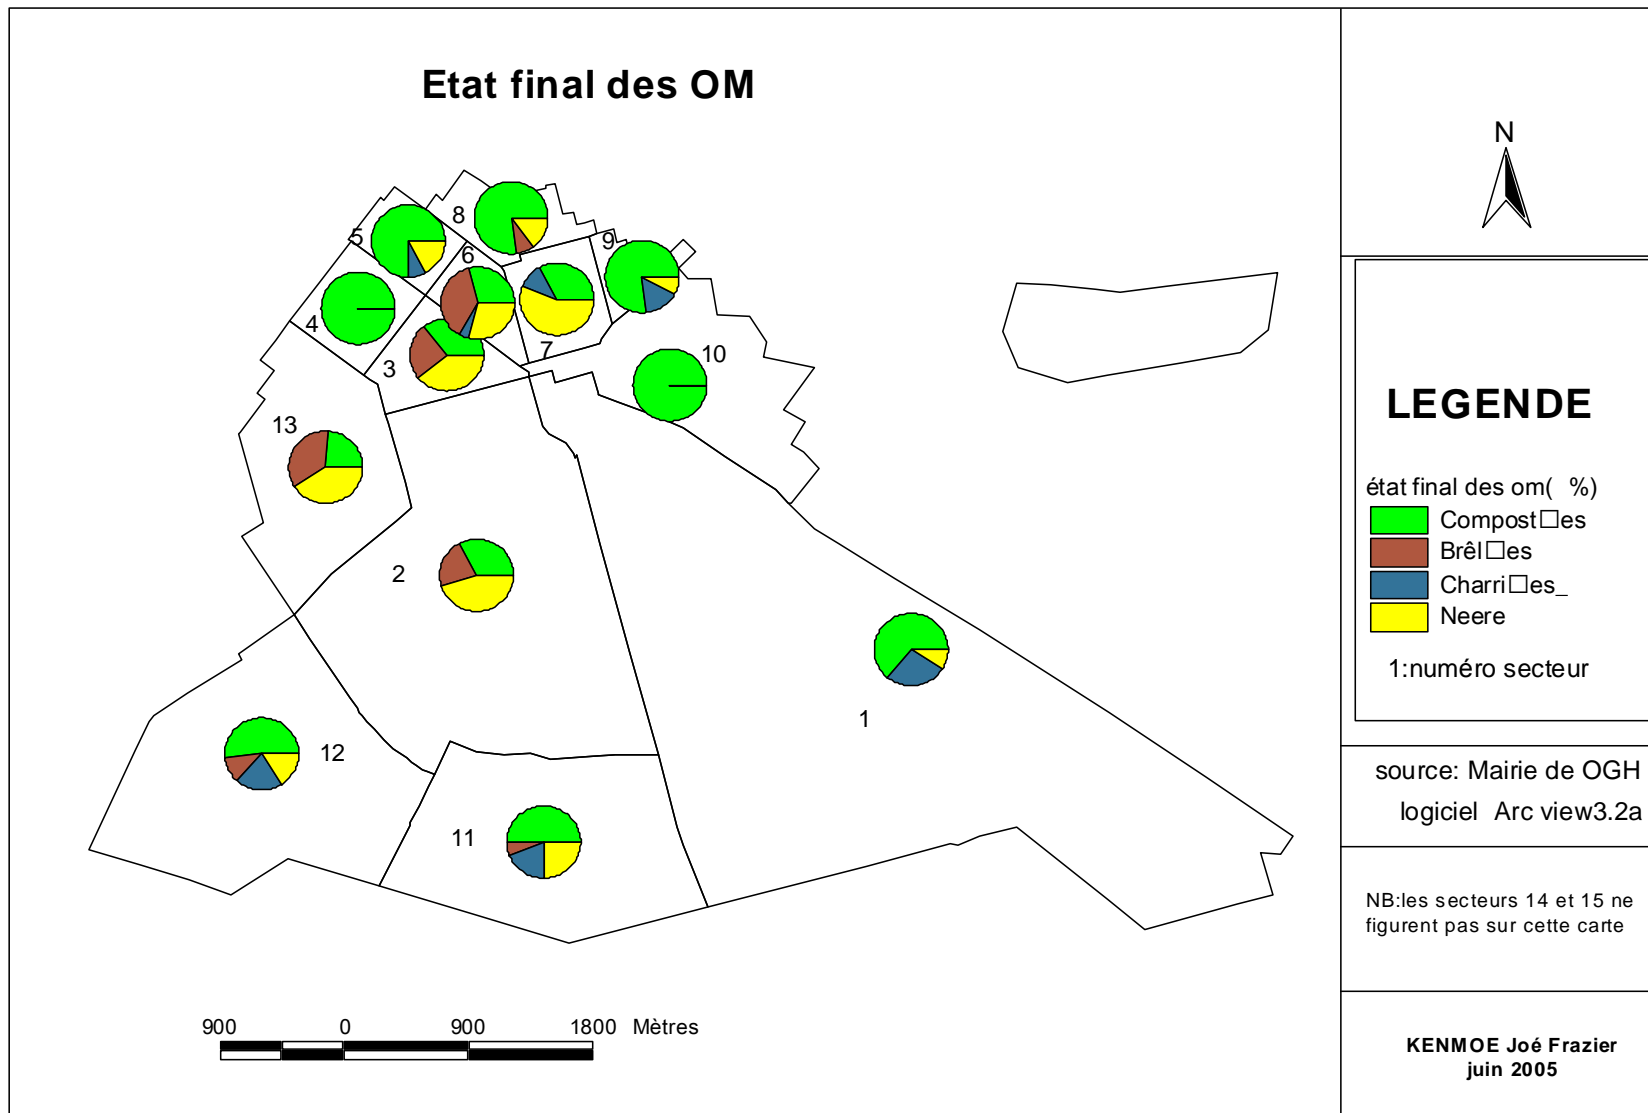 Etat final des OM
N
8
5
9
6
4
7
3
10
13
2
1
12
11
LEGENDE
état final des om( %)
Compost□es
Brêl□es
Charri□es_
Neere
1:numéro secteur
source: Mairie de OGH
logiciel Arc view3.2a
NB:les secteurs 14 et 15 ne
figurent pas sur cette carte
900 0 900 1800 Mètres
KENMOE Joé Frazier
juin 2005